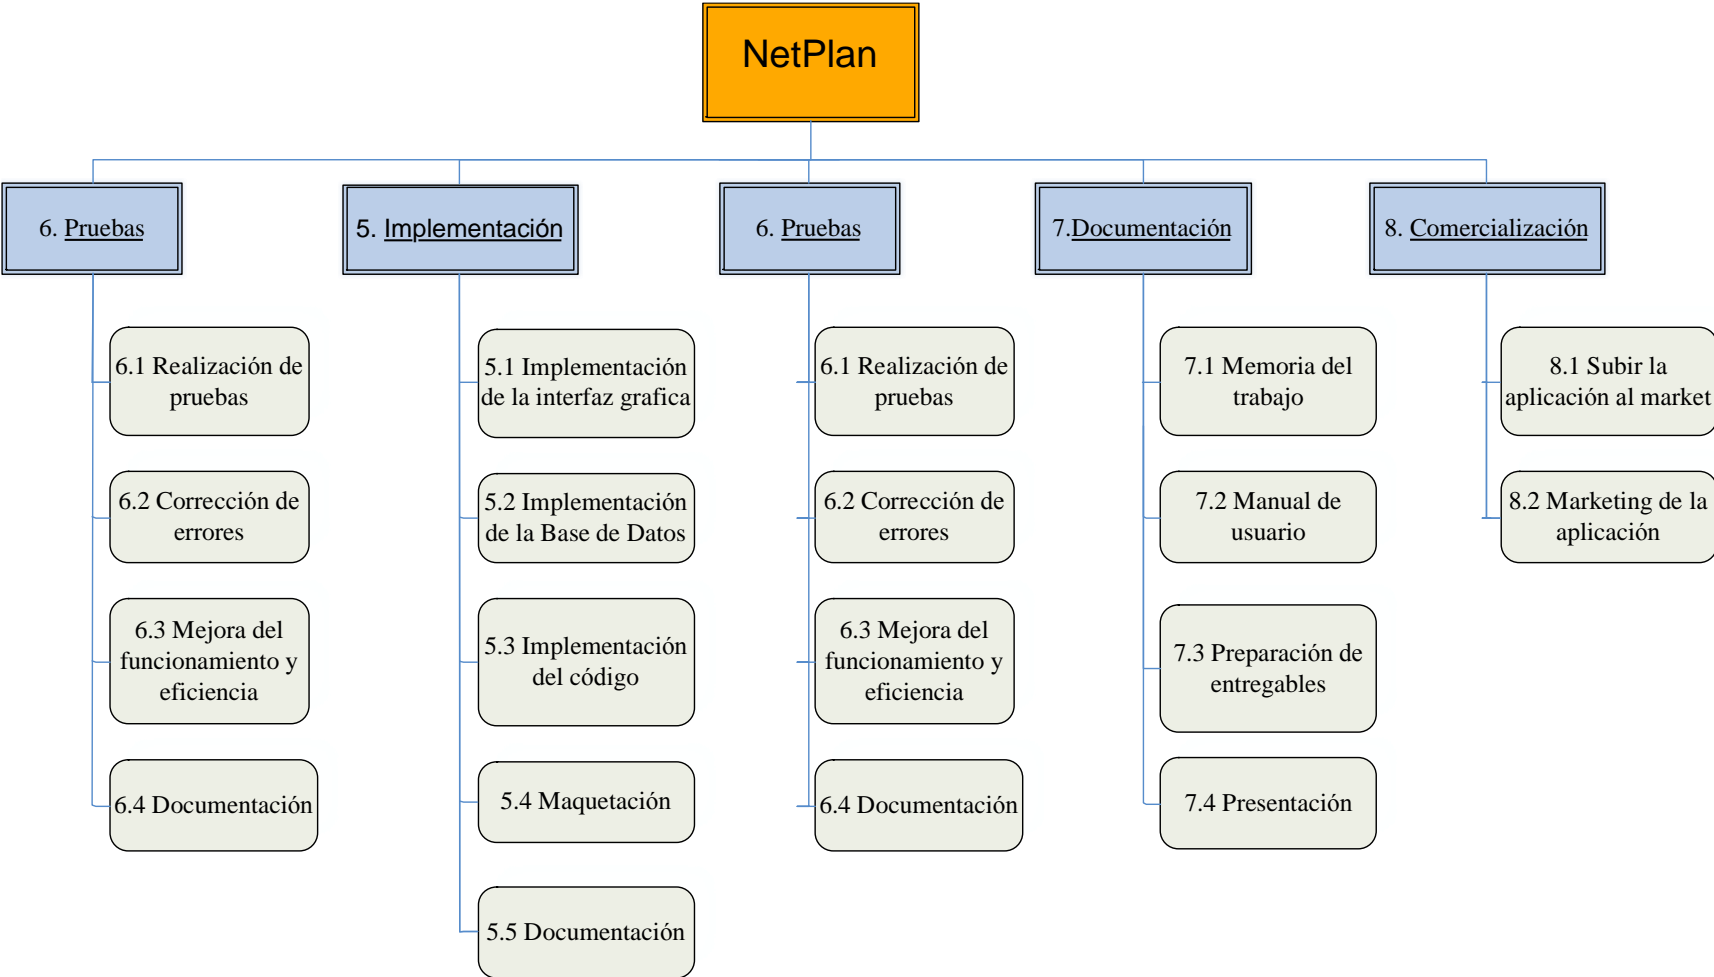 NetPlan
6. Pruebas
5. Implementación
6. Pruebas
7.Documentación
8. Comercialización
6.1 Realización de
pruebas
6.2 Corrección de
errores
6.3 Mejora del
funcionamiento y
eficiencia
6.4 Documentación
5.1 Implementación
de la interfaz grafica
5.2 Implementación
de la Base de Datos
5.3 Implementación
del código
5.4 Maquetación
5.5 Documentación
6.1 Realización de
pruebas
6.2 Corrección de
errores
6.3 Mejora del
funcionamiento y
eficiencia
6.4 Documentación
7.1 Memoria del
trabajo
7.2 Manual de
usuario
7.3 Preparación de
entregables
7.4 Presentación
8.1 Subir la
aplicación al market
8.2 Marketing de la
aplicación